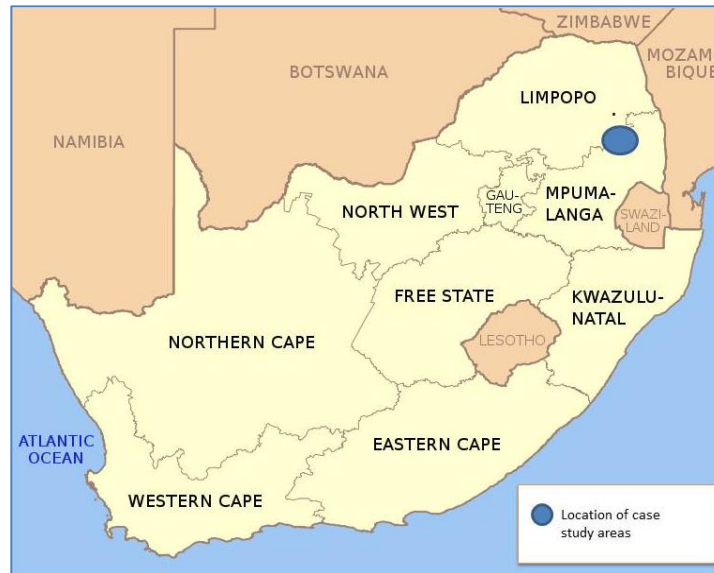 ZIMBABWE
MOZAM
BIQUE
BOTSWANA
LIMPOPO
NAMIBIA
GAU-
TENG
MPUMA-
LANGA
NORTH WEST
SWAZI-
LAND
FREE STATE
KWAZULU-
NATAL
NORTHERN CAPE
LESOTHO
ATLANTIC
OCEAN
EASTERN CAPE
WESTERN CAPE
Location of case
study areas